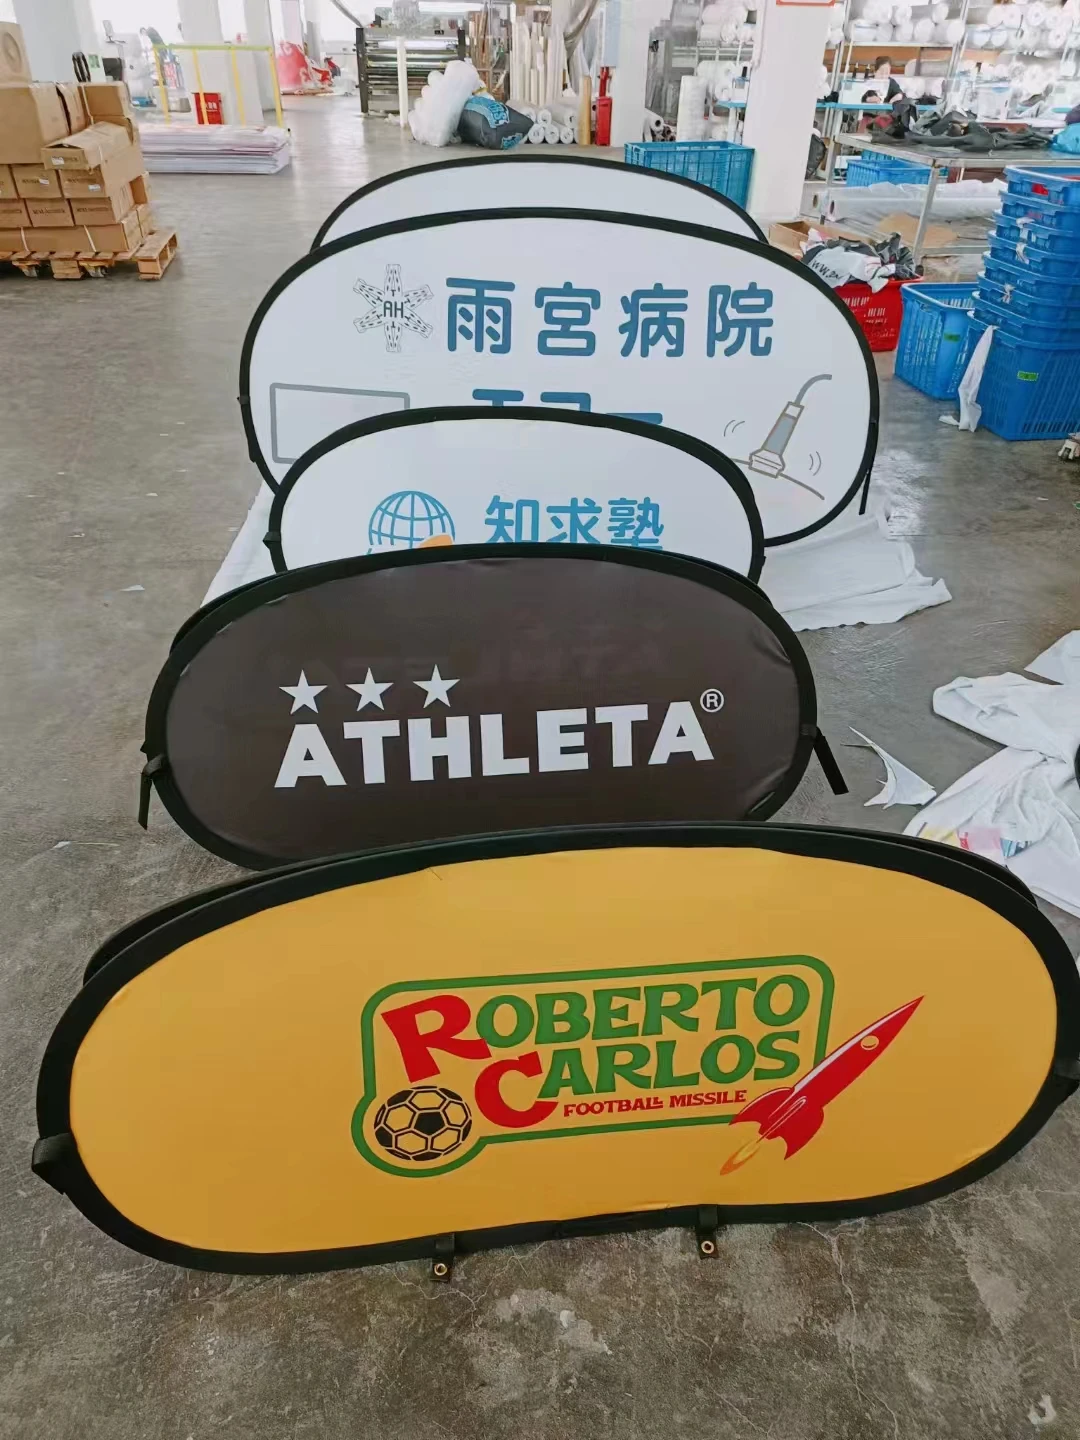 AH
雨宮病院
知求塾
ATHLETA®
ROBERTO
CARLOS
FOOTBALL MISSILE